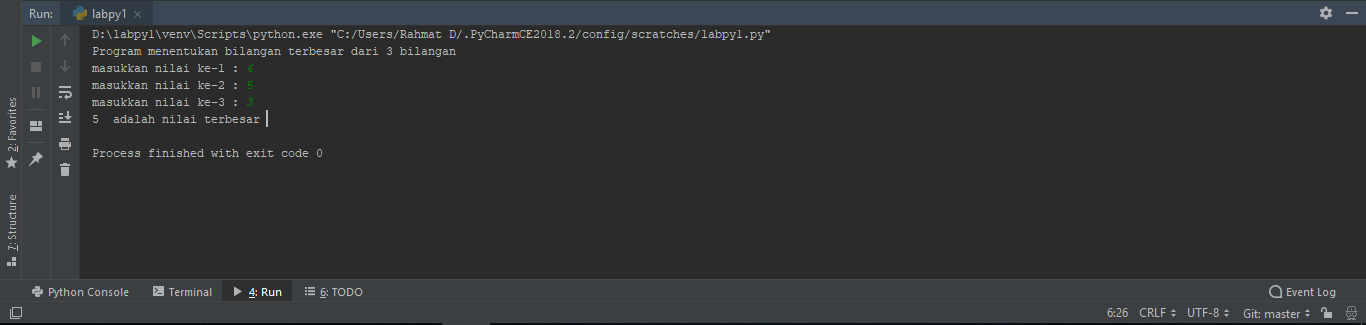 Run: labpy1
D:\labpy1\venv\Scripts\python.exe "C:/Users/Rahmat D/.PyCharmCE2018.2/config/scratches/labpy1.py"
Program menentukan bilangan terbesar dari 3 bilangan
masukkan nilai ke-1 : 4
masukkan nilai ke-2 : 5
masukkan nilai ke-3 : 3
5  adalah nilai terbesar
Process finished with exit code 0
2: Favorites
7: Structure
Python Console Terminal 4: Run 6: TODO Event Log
6:26 CRLF UTF-8 Git: master